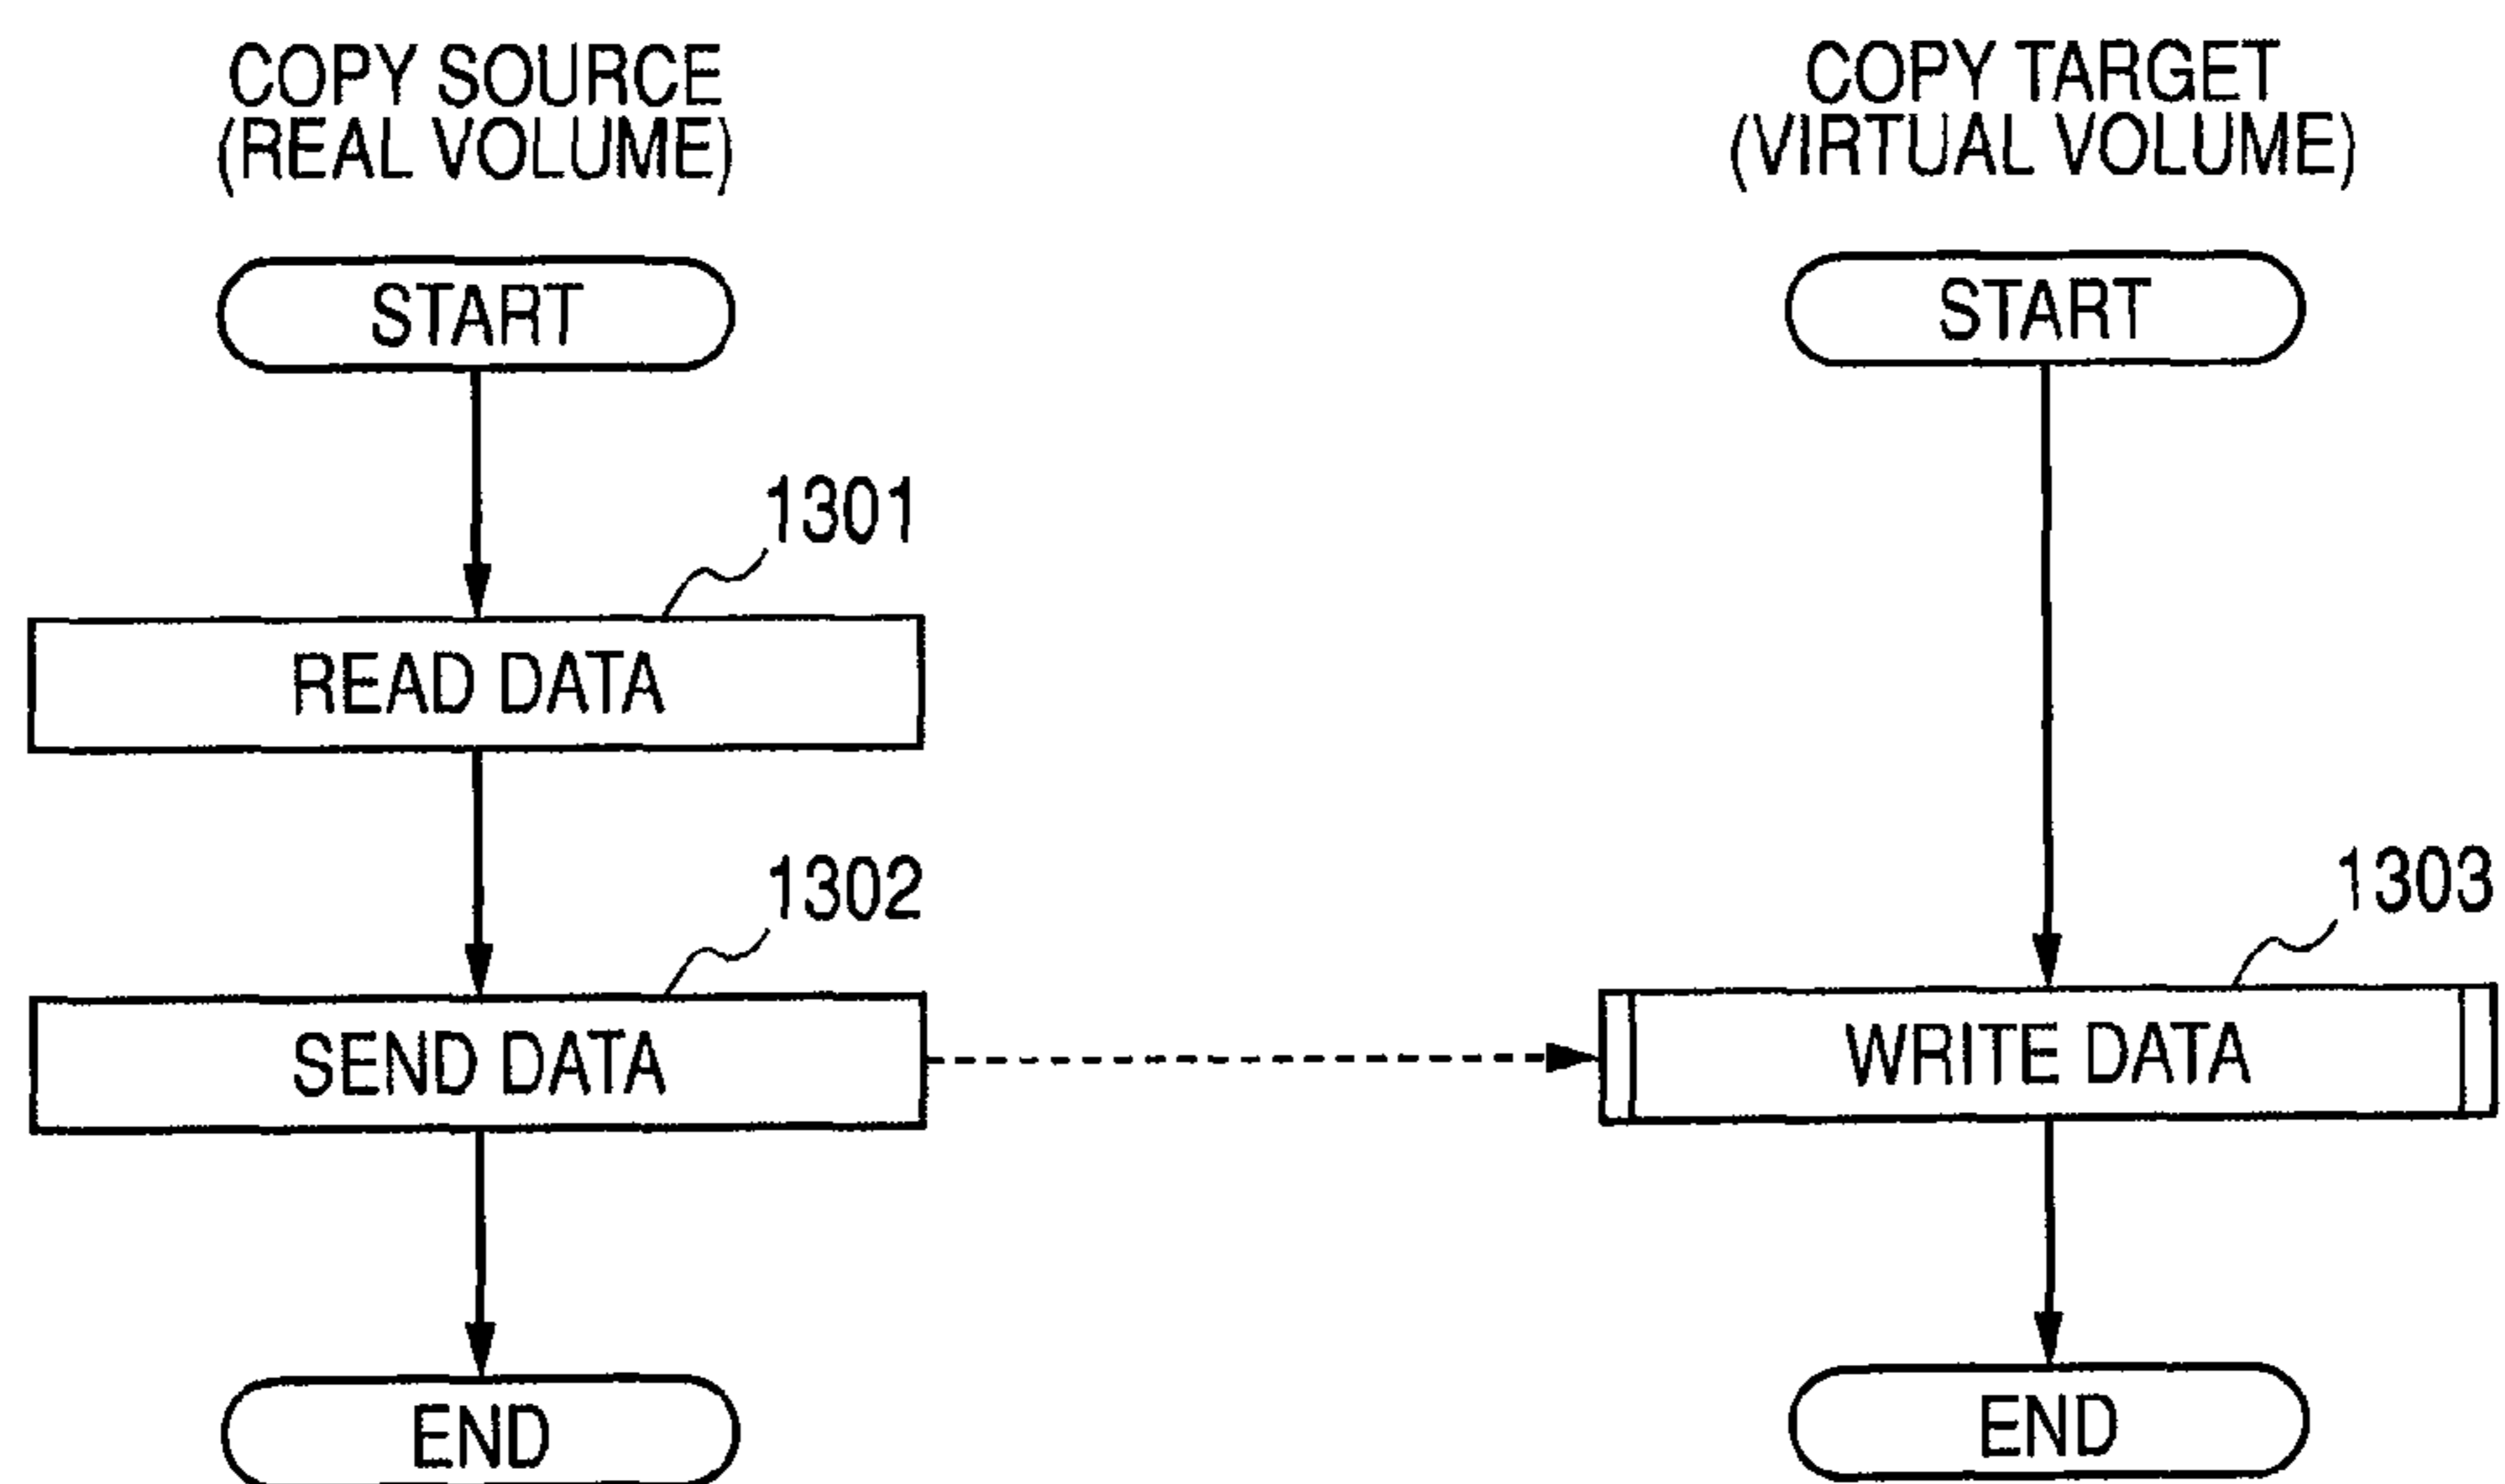 COPY SOURCE
(REAL VOLUME)
START
1301
READ DATA
1302
SEND DATA
END
COPY TARGET
(VIRTUAL VOLUME)
START
1303
WRITE DATA
END